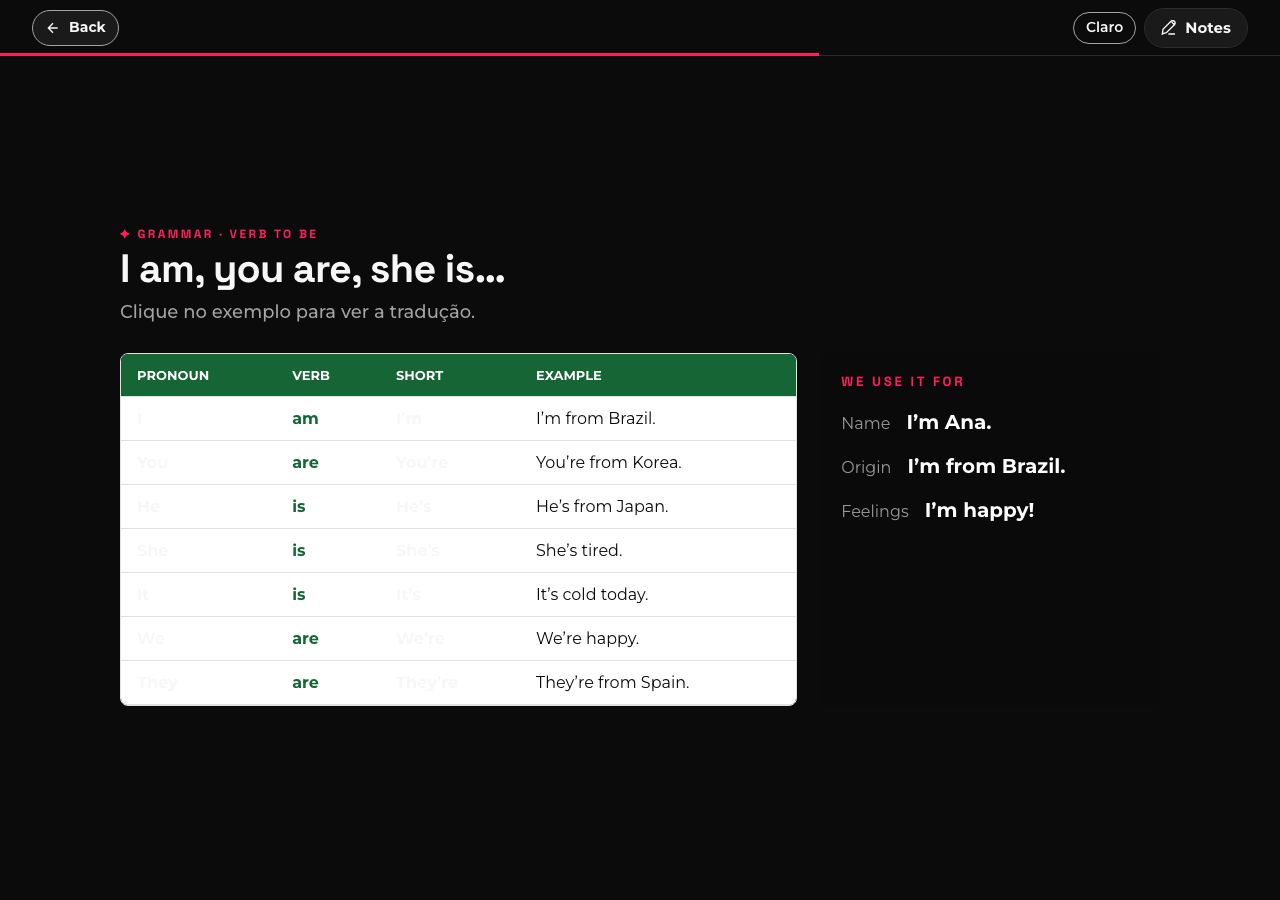 Back
Claro
Notes
GRAMMAR · VERB TO BE
I am, you are, she is...
Clique no exemplo para ver a tradução.
PRONOUN VERB SHORT EXAMPLE
I am I'm I'm from Brazil.
You are You're You're from Korea.
He is He's He's from Japan.
She is She's She's tired.
It is It's It's cold today.
We are We're We're happy.
They are They're They're from Spain.
WE USE IT FOR
Name I'm Ana.
Origin I'm from Brazil.
Feelings I'm happy!